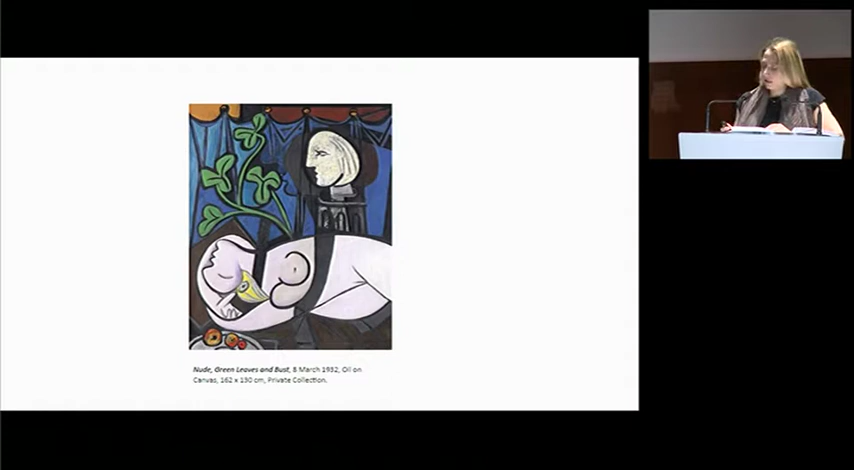 Nude, Green Leaves and Bust, 8 March 1932, Oil on
Canvas, 162 x 130 cm, Private Collection.